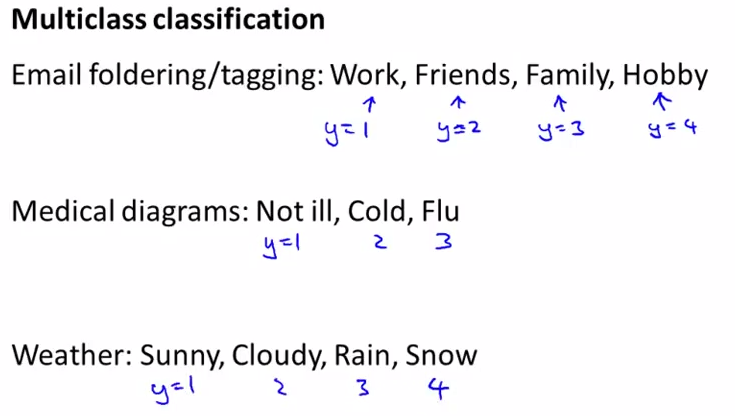 Multiclass classification
Email foldering/tagging: Work, Friends, Family, Hobby
y=1 y=2 y=3 y=4
Medical diagrams: Not ill, Cold, Flu
y=1 2 3
Weather: Sunny, Cloudy, Rain, Snow
y=1 2 3 4